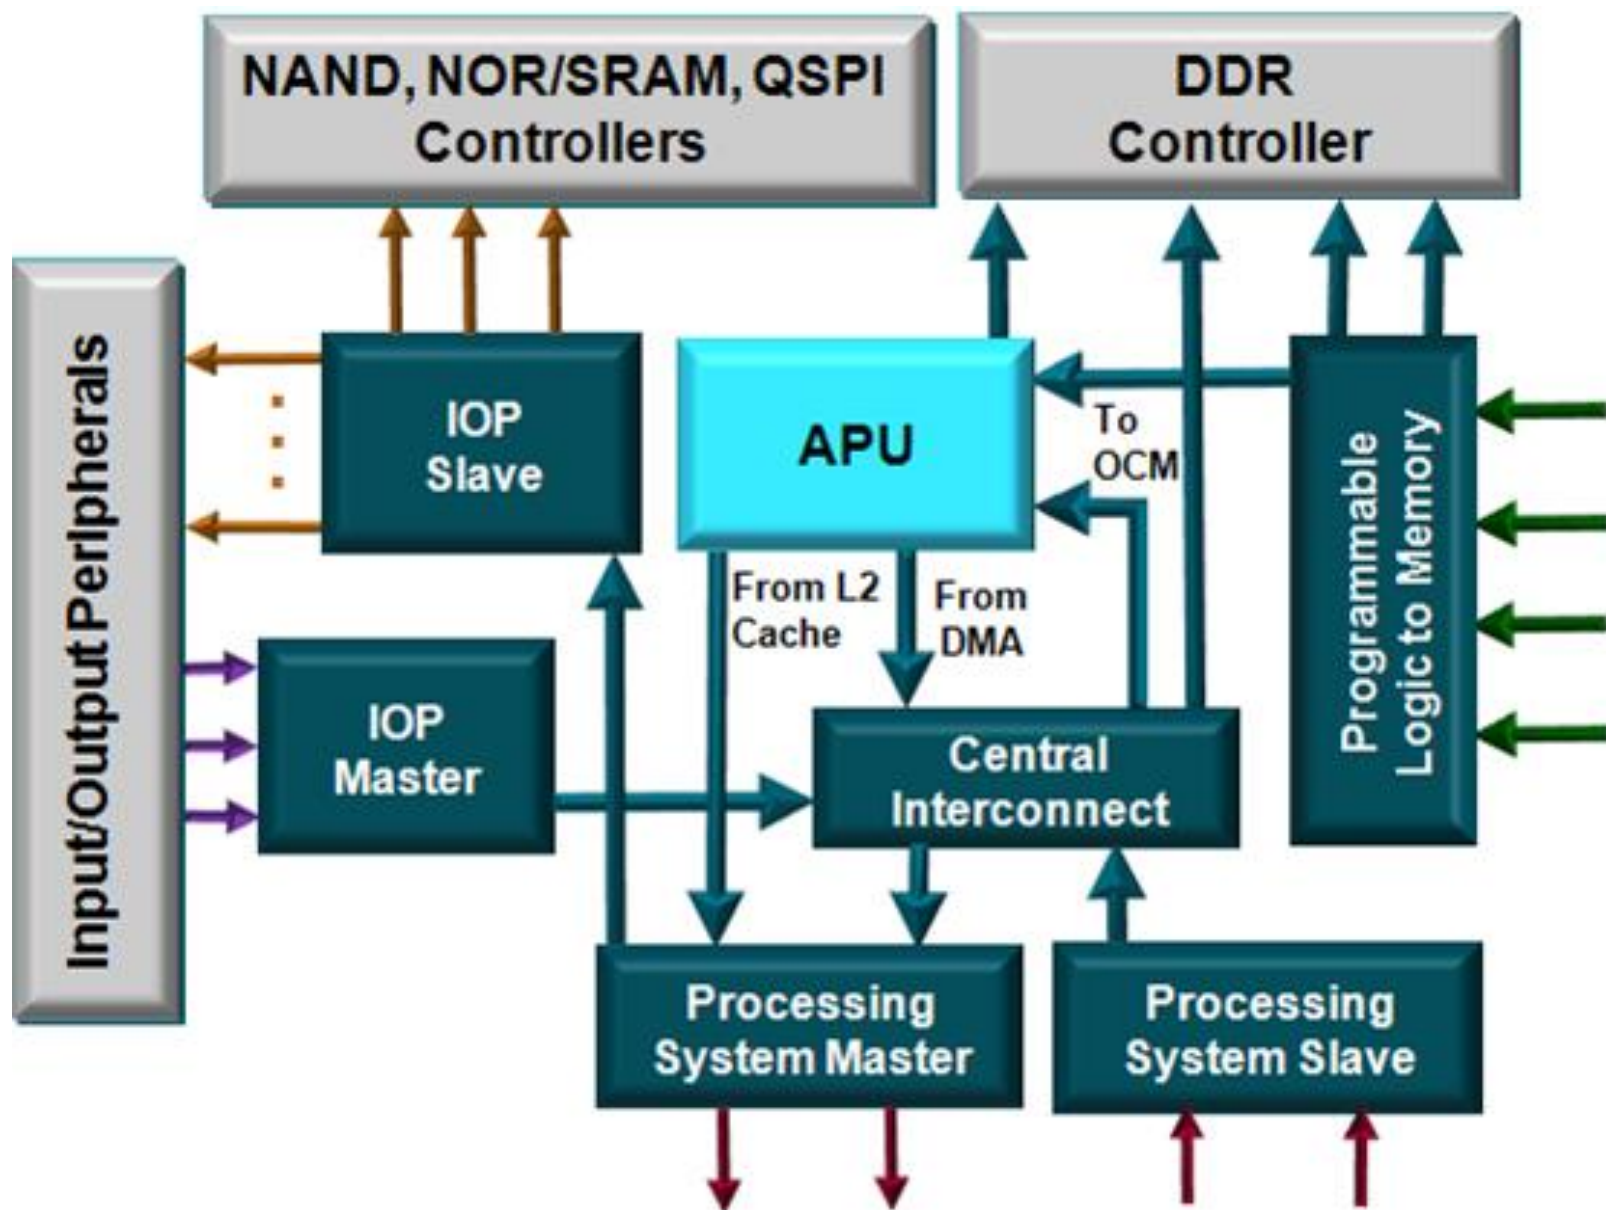 NAND, NOR/SRAM, QSPI
Controllers
DDR
Controller
Input/Output Perlpherals
IOP
Slave
APU
To
OCM
Programmable
Logic to Memory
From L2
Cache
From
DMA
IOP
Master
Central
Interconnect
Processing
System Master
Processing
System Slave